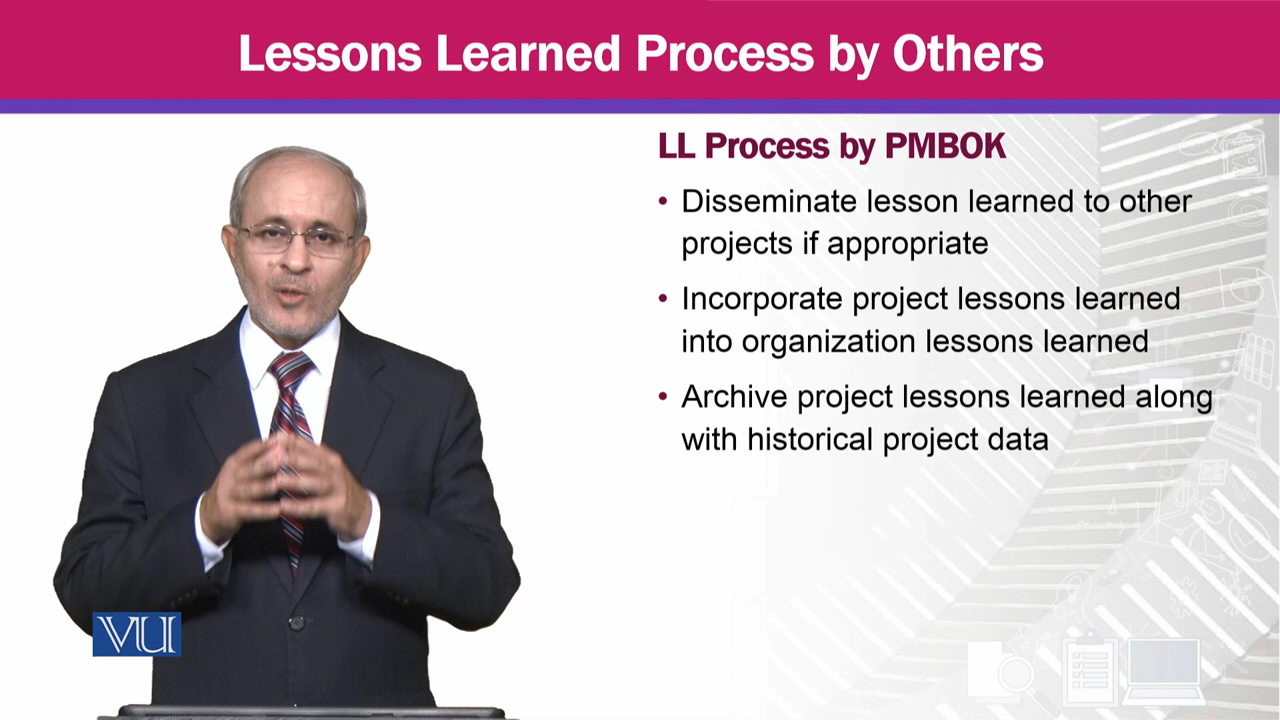 Lessons Learned Process by Others
LL Process by PMBOK
• Disseminate lesson learned to other
projects if appropriate
• Incorporate project lessons learned
into organization lessons learned
• Archive project lessons learned along
with historical project data
VU